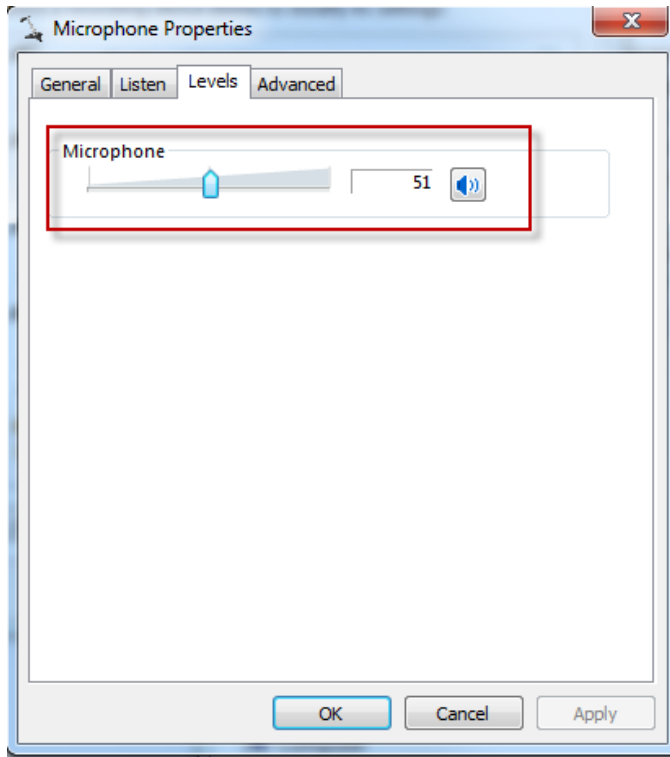 Microphone Properties
General Listen Levels Advanced
Microphone
51
OK Cancel Apply